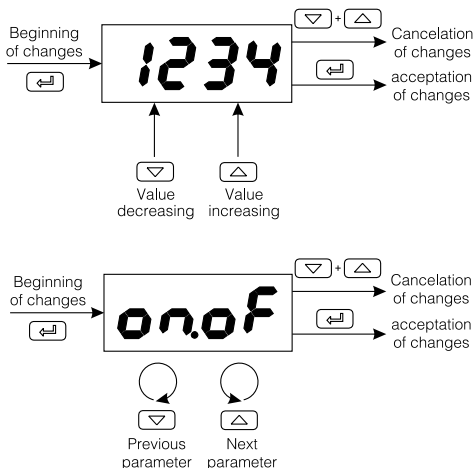 Beginning
of changes
1234
+
Cancelation
of changes
acceptation
of changes
Value
decreasing
Value
increasing
Beginning
of changes
on.oF
+
Cancelation
of changes
acceptation
of changes
Previous
parameter
Next
parameter